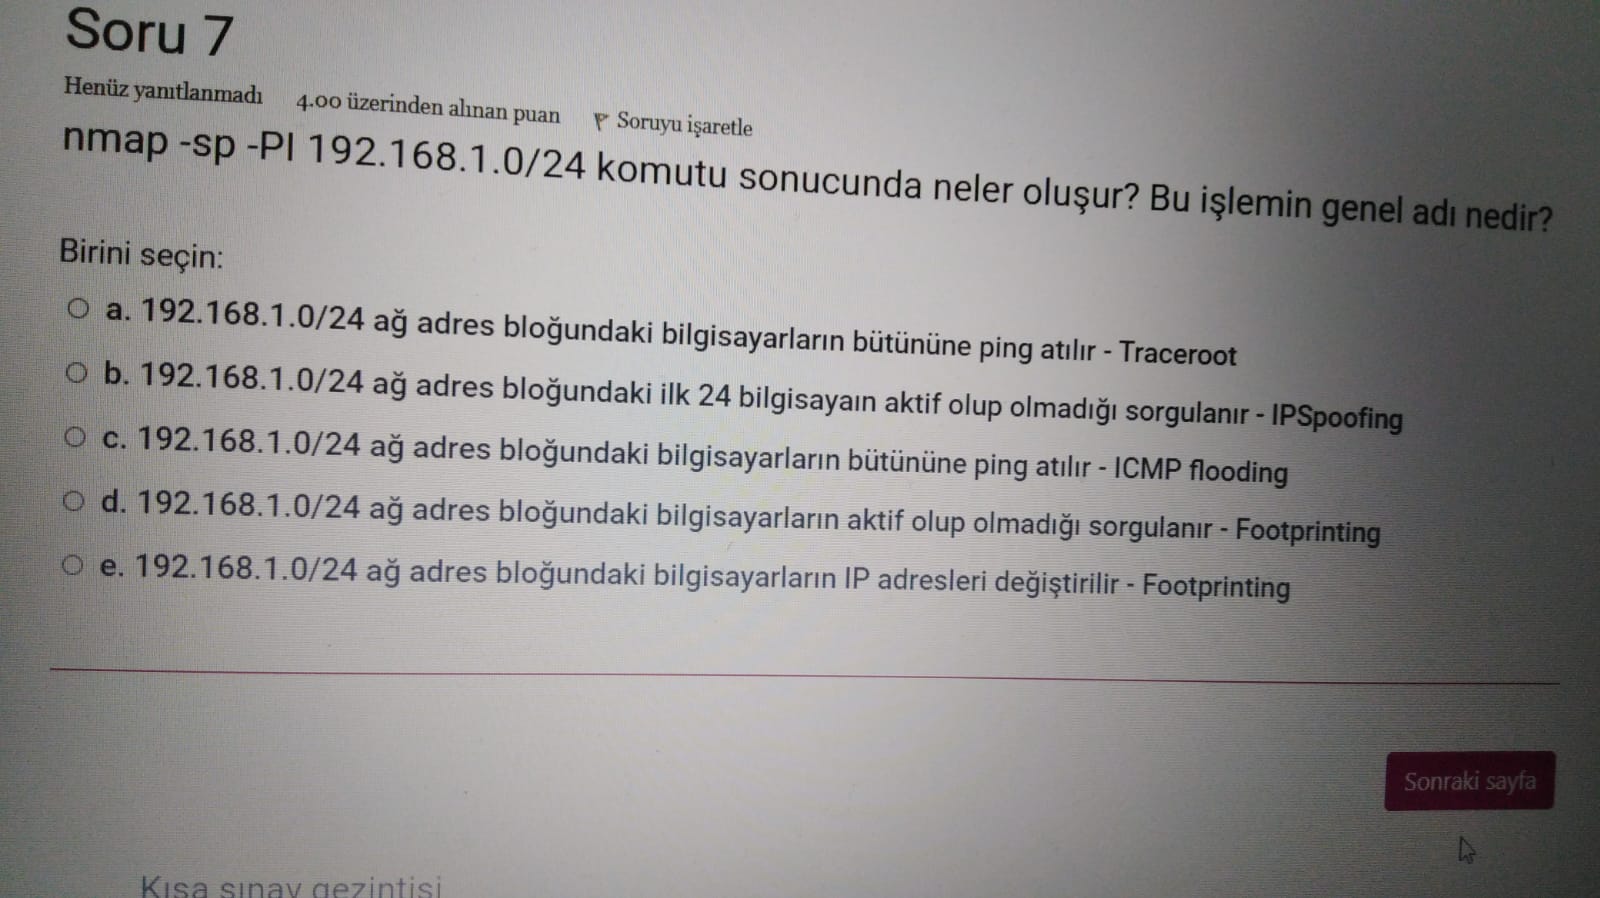 Soru 7
Henüz yanıtlanmadı 4.00 üzerinden alınan puan Soruyu işaretle
nmap -sp -PI 192.168.1.0/24 komutu sonucunda neler oluşur? Bu işlemin genel adı nedir?
Birini seçin:
a. 192.168.1.0/24 ağ adres bloğundaki bilgisayarların bütününe ping atılır - Traceroot
b. 192.168.1.0/24 ağ adres bloğundaki ilk 24 bilgisayaın aktif olup olmadığı sorgulanır - IPSpoofing
c. 192.168.1.0/24 ağ adres bloğundaki bilgisayarların bütününe ping atılır - ICMP flooding
d. 192.168.1.0/24 ağ adres bloğundaki bilgisayarların aktif olup olmadığı sorgulanır - Footprinting
e. 192.168.1.0/24 ağ adres bloğundaki bilgisayarların IP adresleri değiştirilir - Footprinting
Sonraki sayfa
Kısa sınav gezintisi